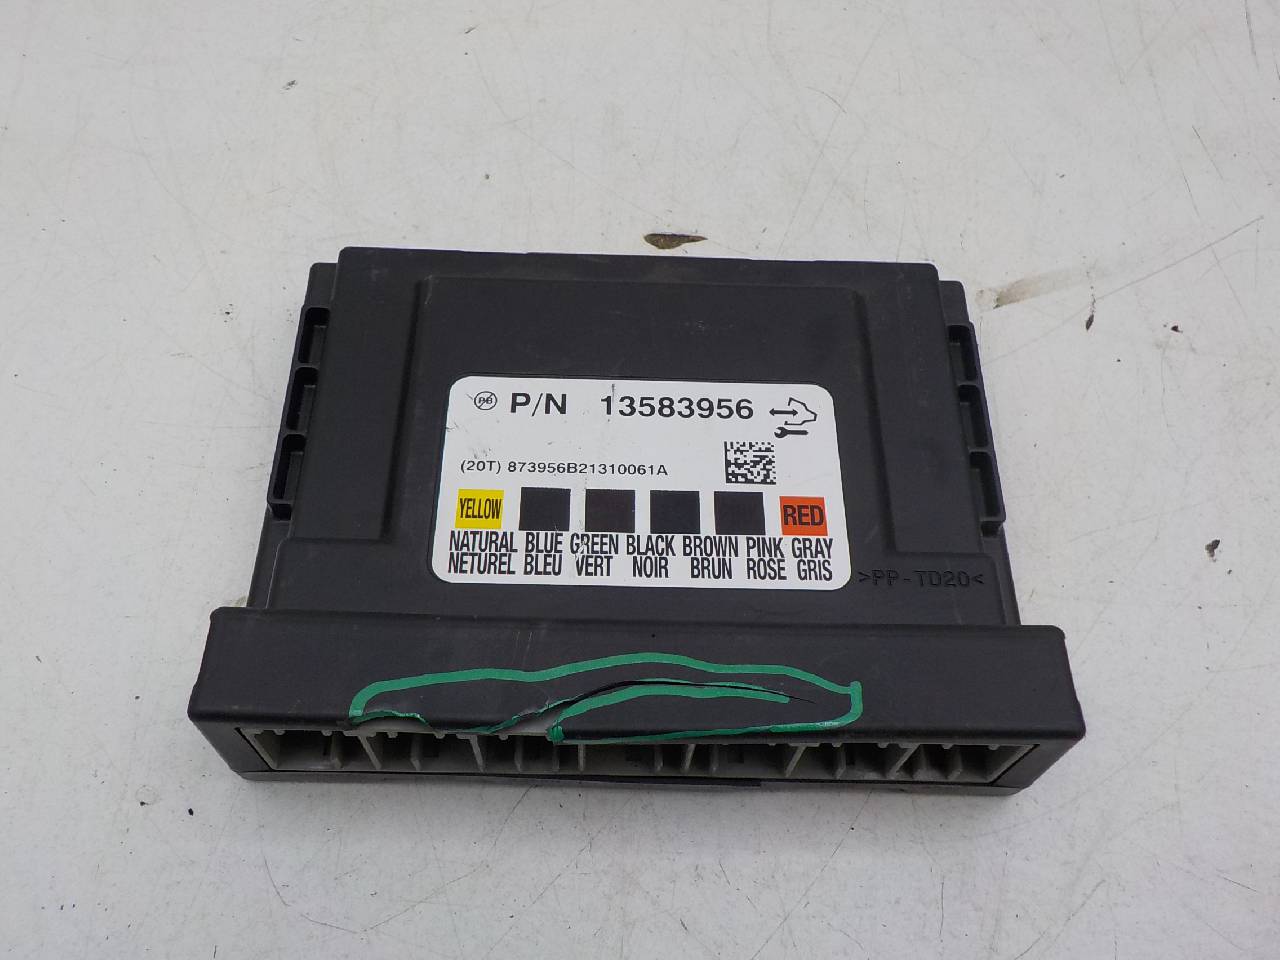 PB P/N 13583956
(20T) 873956B21310061A
YELLOW RED
NATURAL BLUE GREEN BLACK BROWN PINK GRAY
NETUREL BLEU VERT NOIR BRUN ROSE GRIS
>PP-TD20<